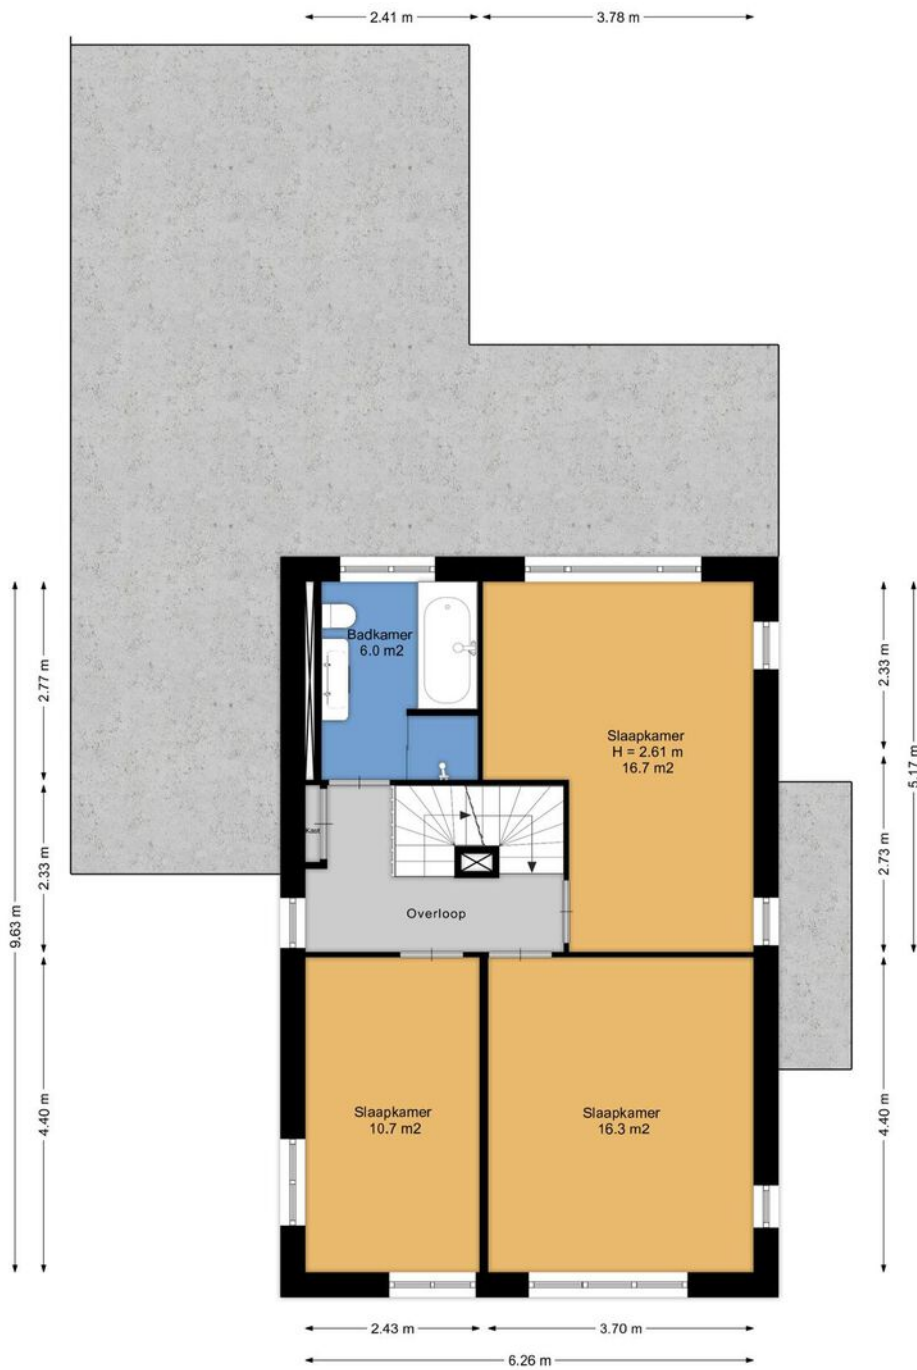 2.41 m
3.78 m
Badkamer
6.0 m2
Slaapkamer
H = 2.61 m
16.7 m2
2.77 m
2.33 m
9.63 m
4.40 m
2.33 m
2.73 m
5.17 m
4.40 m
Kast
Overloop
Slaapkamer
10.7 m2
Slaapkamer
16.3 m2
2.43 m
3.70 m
6.26 m